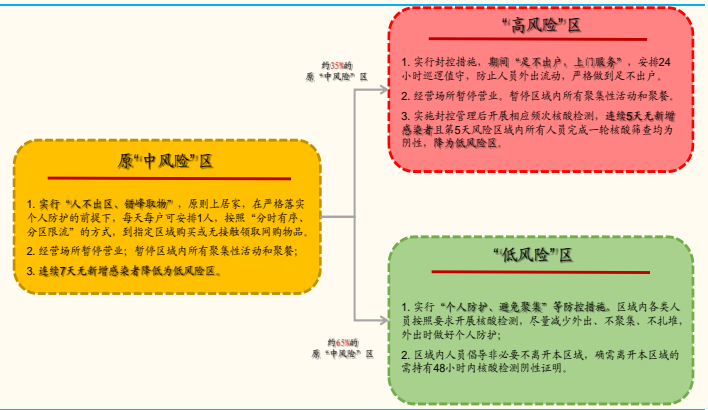 “高风险”区
1. 实行封控措施，期间“足不出户、上门服务”，安排24
小时巡逻值守，防止人员外出流动，严格做到足不出户。
2. 经营场所暂停营业。暂停区域内所有聚集性活动和聚餐。
3. 实施封控管理后开展相应频次核酸检测，连续5天无新增
感染者且第5天风险区域内所有人员完成一轮核酸筛查均为
阴性，降为低风险区。
约35%的
原“中风险”区
原“中风险”区
1. 实行“人不出区、错峰取物”，原则上居家，在严格落实
个人防护的前提下，每天每户可安排1人，按照“分时有序、
分区限流”的方式，到指定区域购买或无接触领取网购物品。
2. 经营场所暂停营业；暂停区域内所有聚集性活动和聚餐；
3. 连续7天无新增感染者降低为低风险区。
约65%的
原“中风险”区
“低风险”区
1. 实行“个人防护、避免聚集”等防控措施。区域内各类人
员按照要求开展核酸检测，尽量减少外出、不聚集、不扎堆，
外出时做好个人防护；
2. 区域内人员倡导非必要不离开本区域，确需离开本区域的
需持有48小时内核酸检测阴性证明。